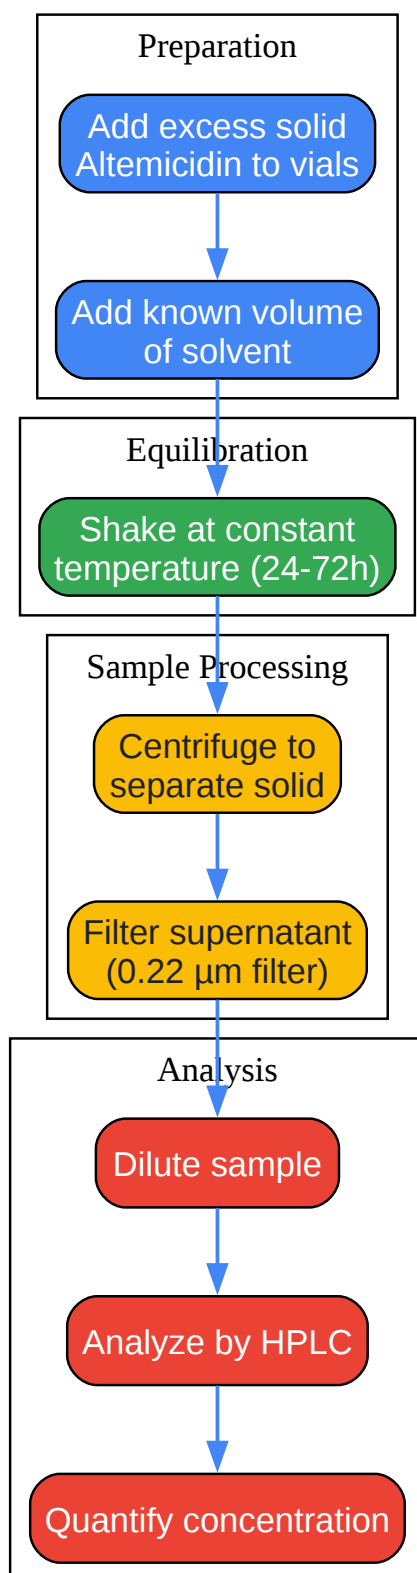 Preparation
Add excess solid
Altemicidin to vials
Add known volume
of solvent
Equilibration
Shake at constant
temperature (24-72h)
Sample Processing
Centrifuge to
separate solid
Filter supernatant
(0.22 µm filter)
Analysis
Dilute sample
Analyze by HPLC
Quantify concentration